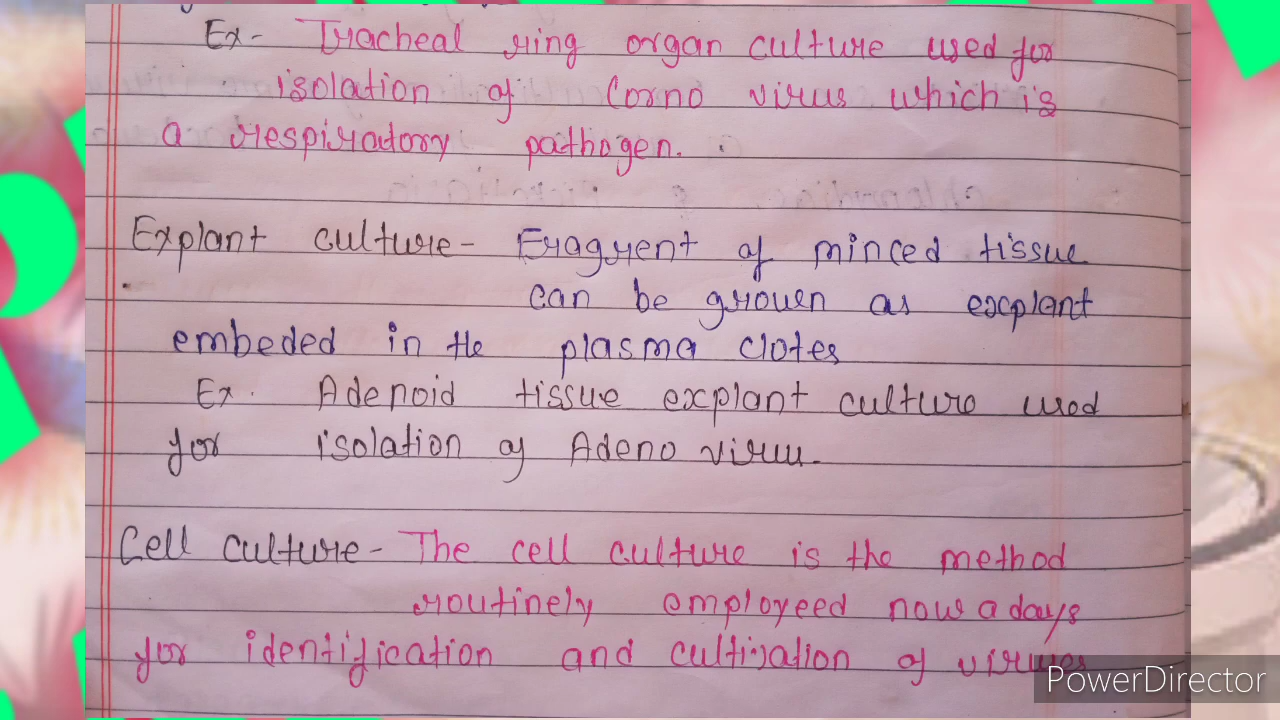 Ex- Tracheal ring organ culture used for
isolation of Corno virus which is
a respiratory pathogen.
Explant culture- Fragrent of minced tissue
can be grouen as explant
embeded in the plasma clotes
Ex. Adenoid tissue explant culture used
for isolation of Adeno virus.
Cell culture- The cell culture is the method
routinely employeed now a days
for identification and cultivation of viruses
PowerDirector